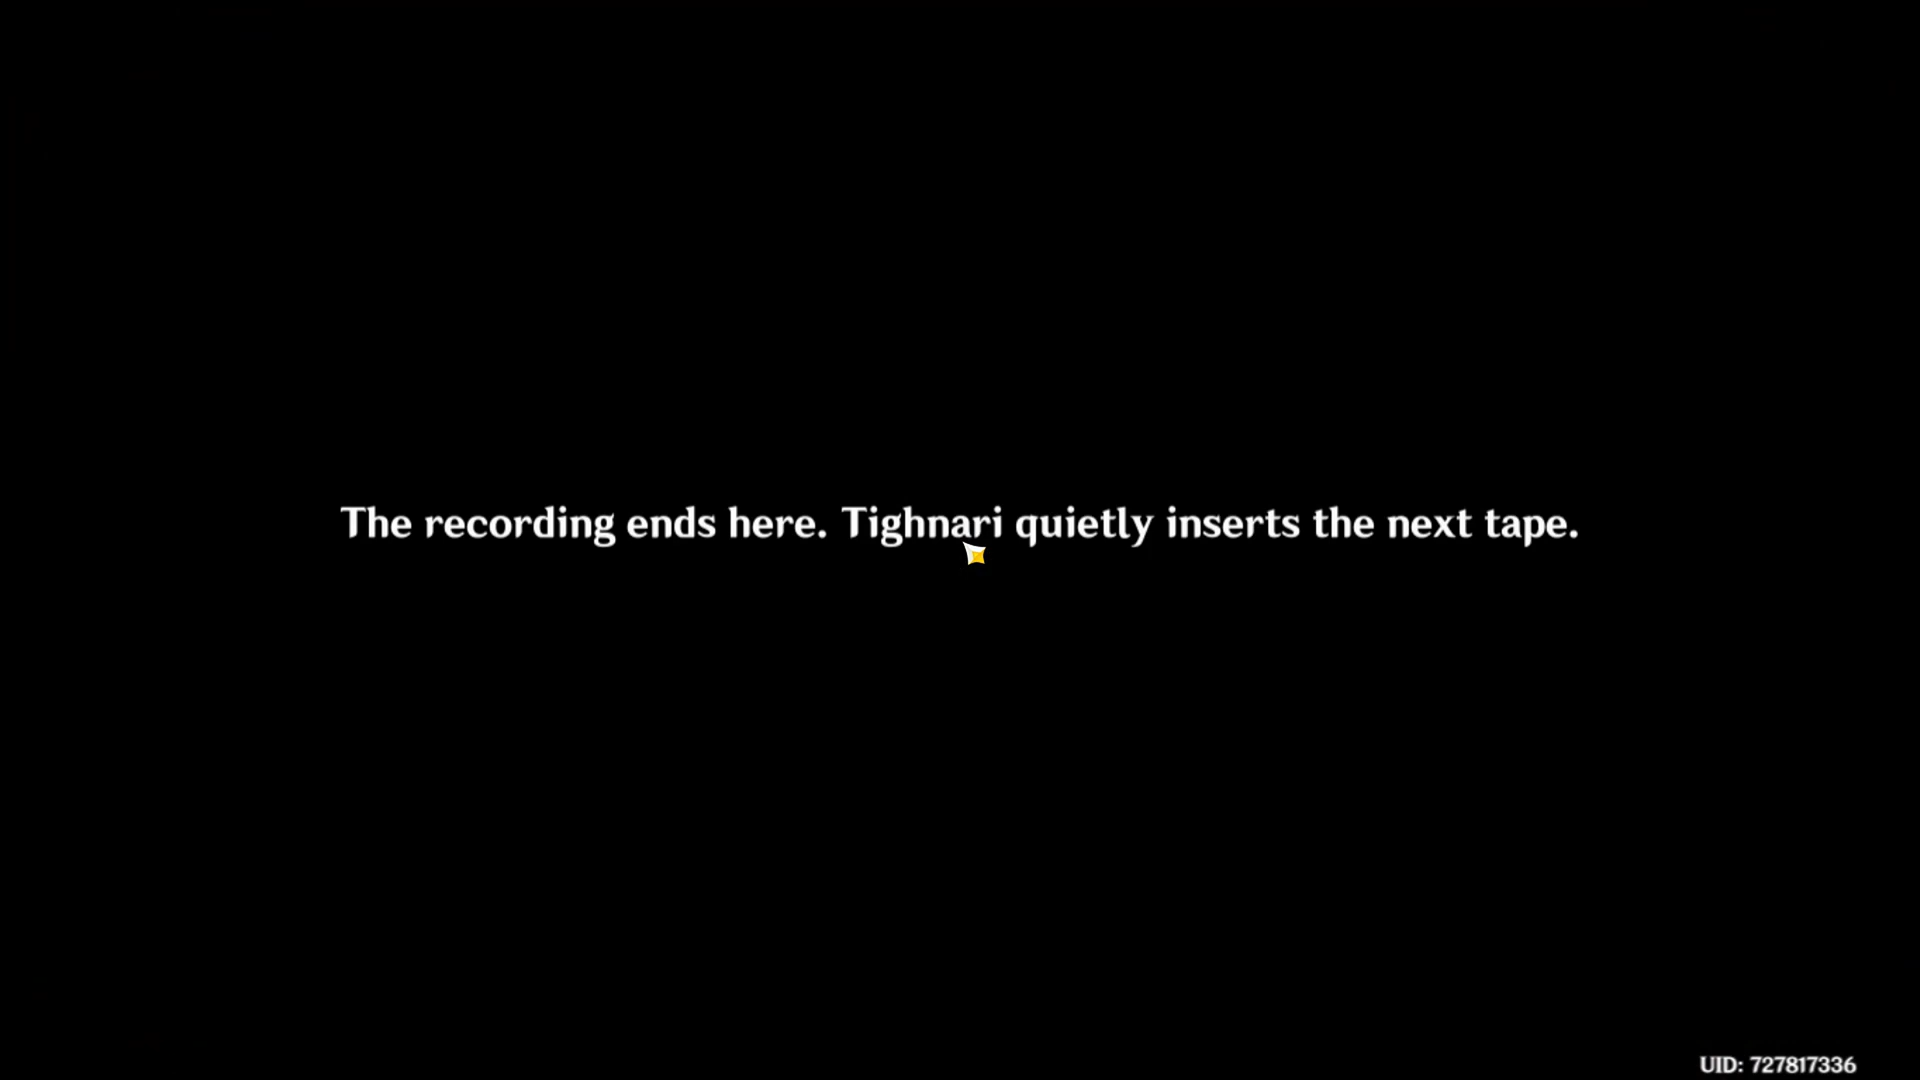 The recording ends here. Tighnari quietly inserts the next tape.
UID: 727817336